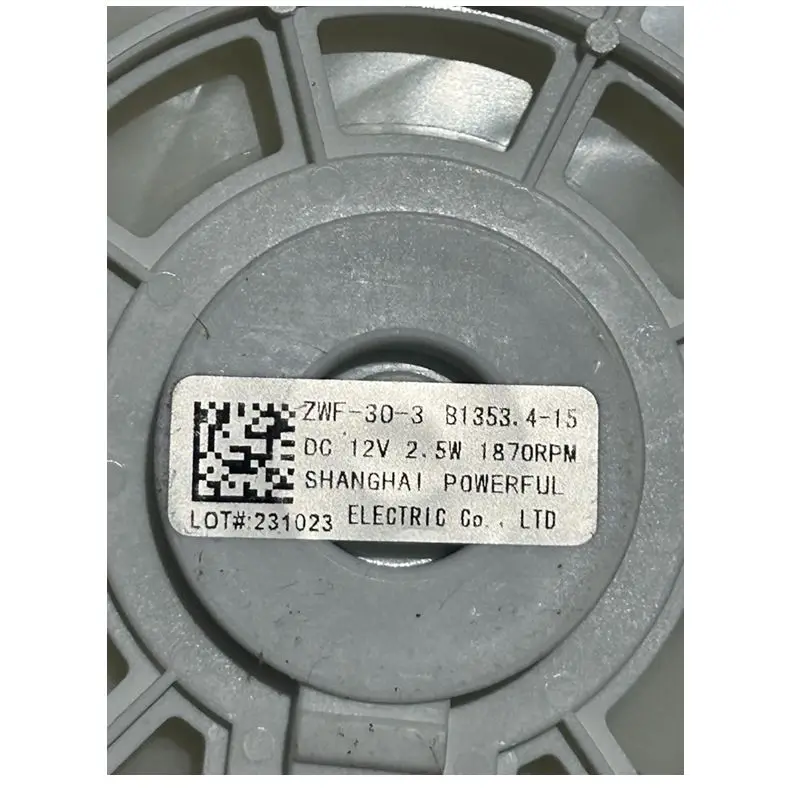 ZWF-30-3 B1353.4-15
DC 12V 2.5W 1870RPM
SHANGHAI POWERFUL
LOT#:231023 ELECTRIC Co., LTD